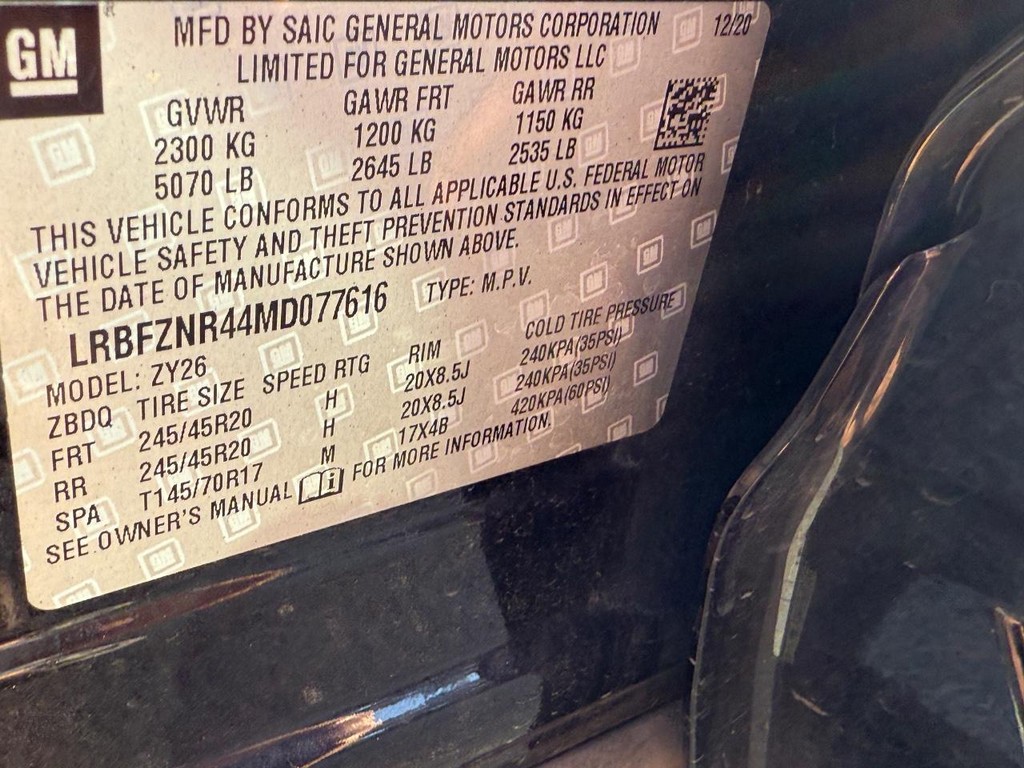 GM
MFD BY SAIC GENERAL MOTORS CORPORATION 12/20
LIMITED FOR GENERAL MOTORS LLC
GVWR GAWR FRT GAWR RR
2300 KG 1200 KG 1150 KG
5070 LB 2645 LB 2535 LB
THIS VEHICLE CONFORMS TO ALL APPLICABLE U.S. FEDERAL MOTOR
VEHICLE SAFETY AND THEFT PREVENTION STANDARDS IN EFFECT ON
THE DATE OF MANUFACTURE SHOWN ABOVE.
LRBFZNR44MD077616 TYPE: M.P.V.
MODEL: ZY26
ZBDQ TIRE SIZE SPEED RTG RIM COLD TIRE PRESSURE
FRT 245/45R20 H 20X8.5J 240KPA(35PSI)
RR 245/45R20 H 20X8.5J 240KPA(35PSI)
SPA T145/70R17 M 17X4B 420KPA(60PSI)
SEE OWNER'S MANUAL i FOR MORE INFORMATION.